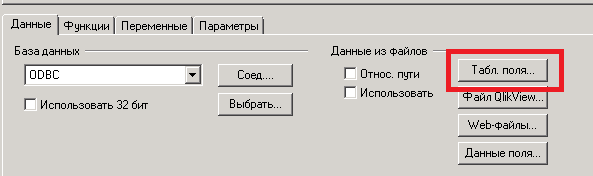 Данные Функции Переменные Параметры
База данных
ODBC
Соед....
Использовать 32 бит
Выбрать...
Данные из файлов
Относ. пути
Использовать
Табл. поля...
Файл QlikView...
Web-файлы...
Данные поля...